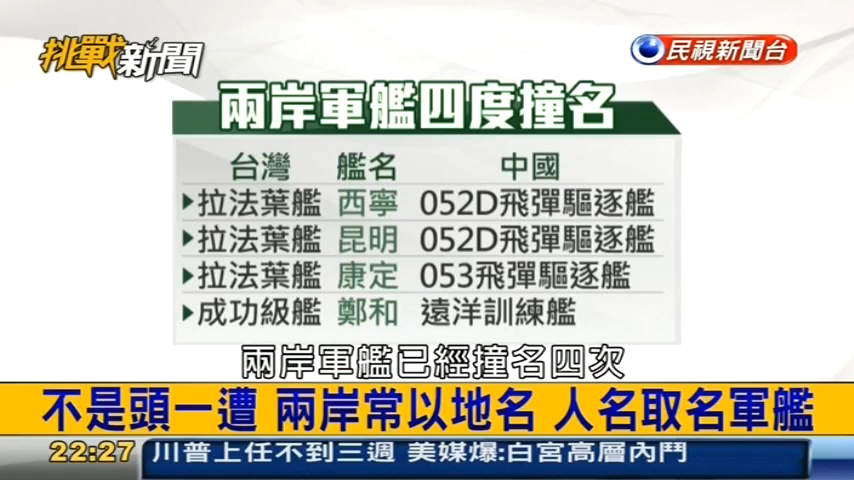 挑戰新聞
民視新聞台
兩岸軍艦四度撞名
台灣 艦名 中國
拉法葉艦 西寧 052D飛彈驅逐艦
拉法葉艦 昆明 052D飛彈驅逐艦
拉法葉艦 康定 053飛彈驅逐艦
成功級艦 鄭和 遠洋訓練艦
兩岸軍艦已經撞名四次
不是頭一遭 兩岸常以地名 人名取名軍艦
22:27 川普上任不到三週 美媒爆:白宮高層內鬥